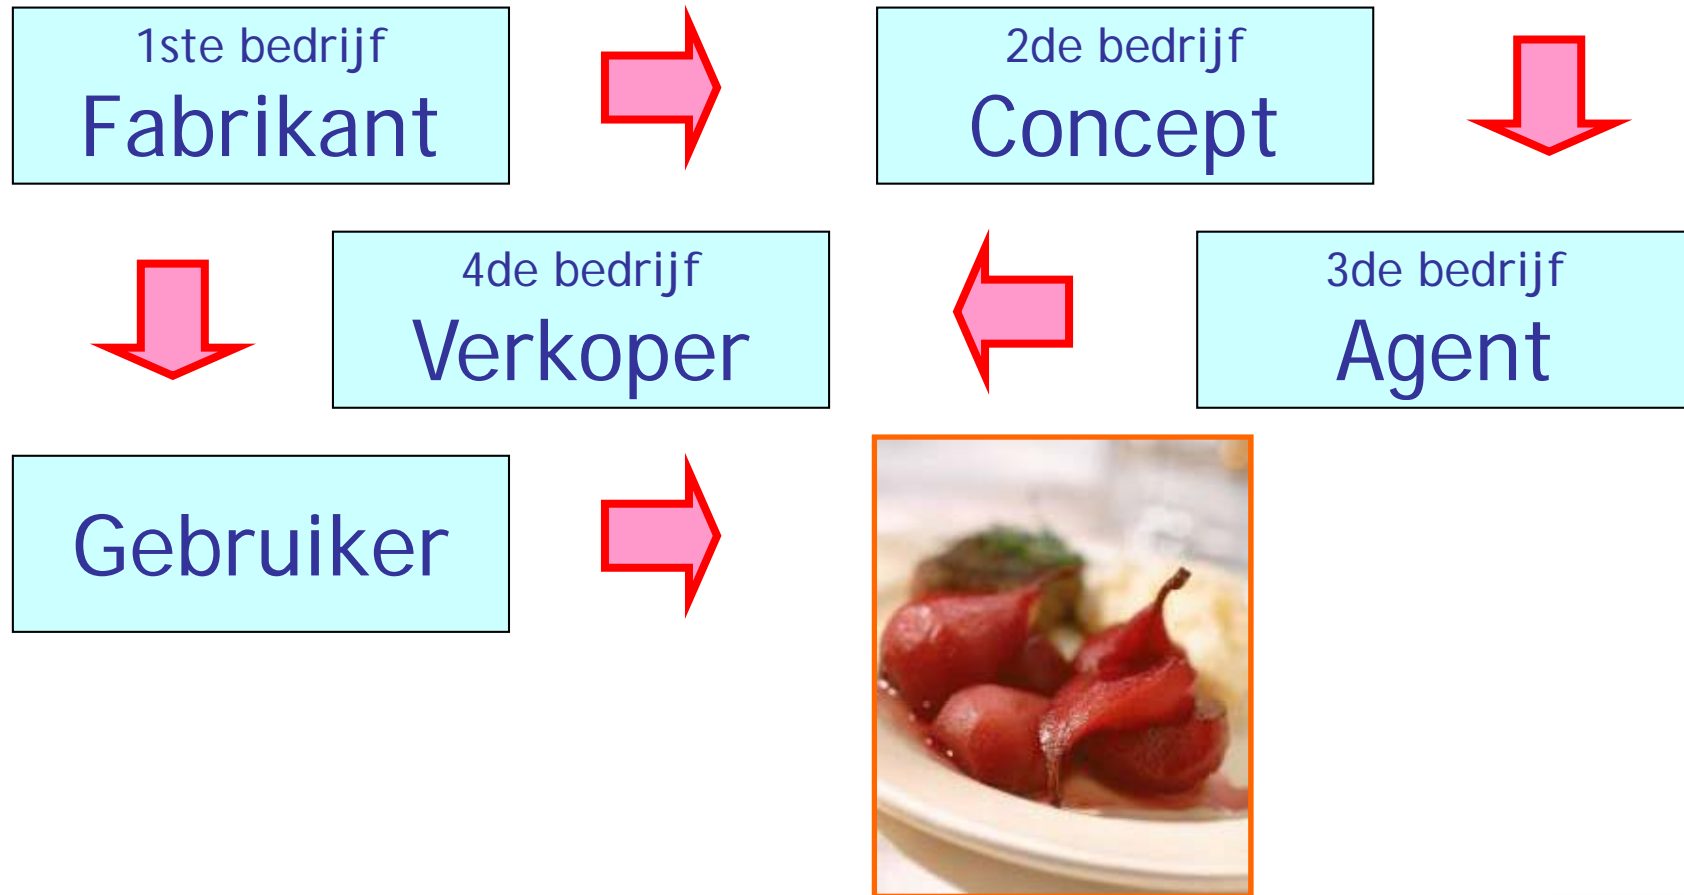 1ste bedrijf
Fabrikant
2de bedrijf
Concept
3de bedrijf
Agent
4de bedrijf
Verkoper
Gebruiker